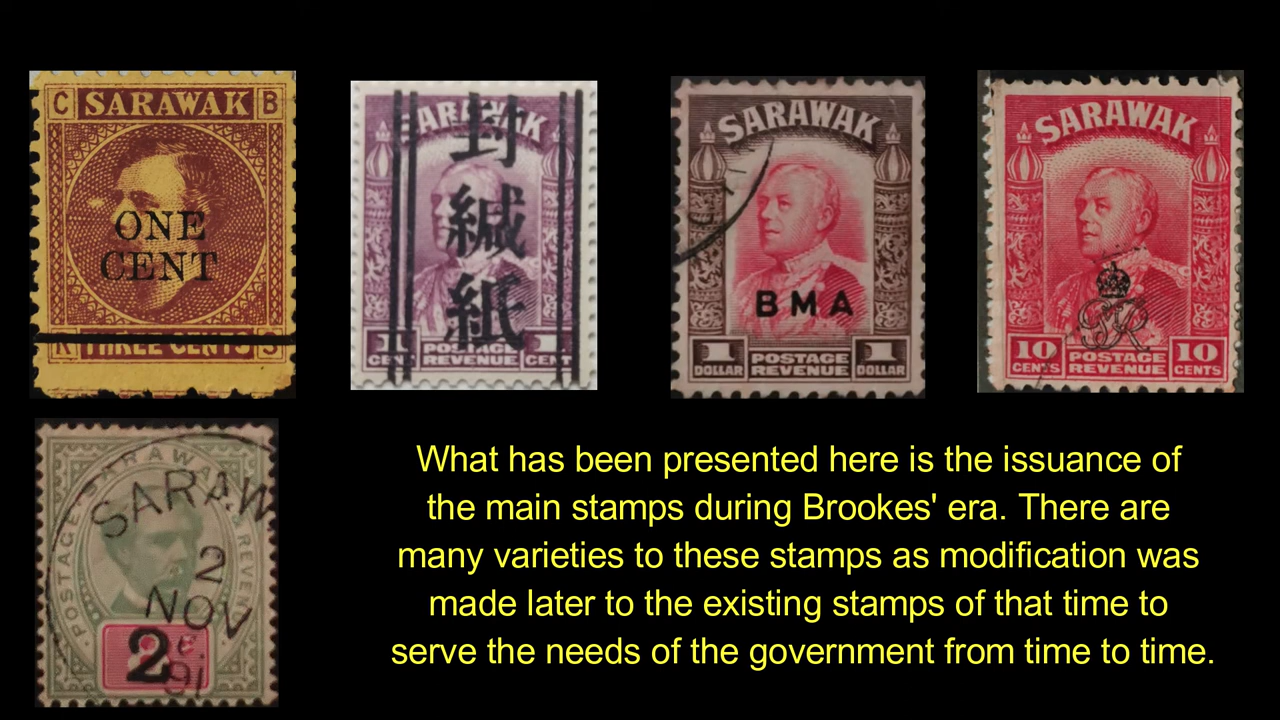 C SARAWAK B
ONE
CENT
R THREE CENTS S
SARAWAK
封
緘
紙
1 POSTAGE 1
CENT REVENUE CENT
SARAWAK
BMA
1 POSTAGE 1
DOLLAR REVENUE DOLLAR
SARAWAK
GR
10 POSTAGE 10
CENTS REVENUE CENTS
POSTAGE SARAWAK
SARAW
2
NOV
91
2c.
What has been presented here is the issuance of
the main stamps during Brookes' era. There are
many varieties to these stamps as modification was
made later to the existing stamps of that time to
serve the needs of the government from time to time.